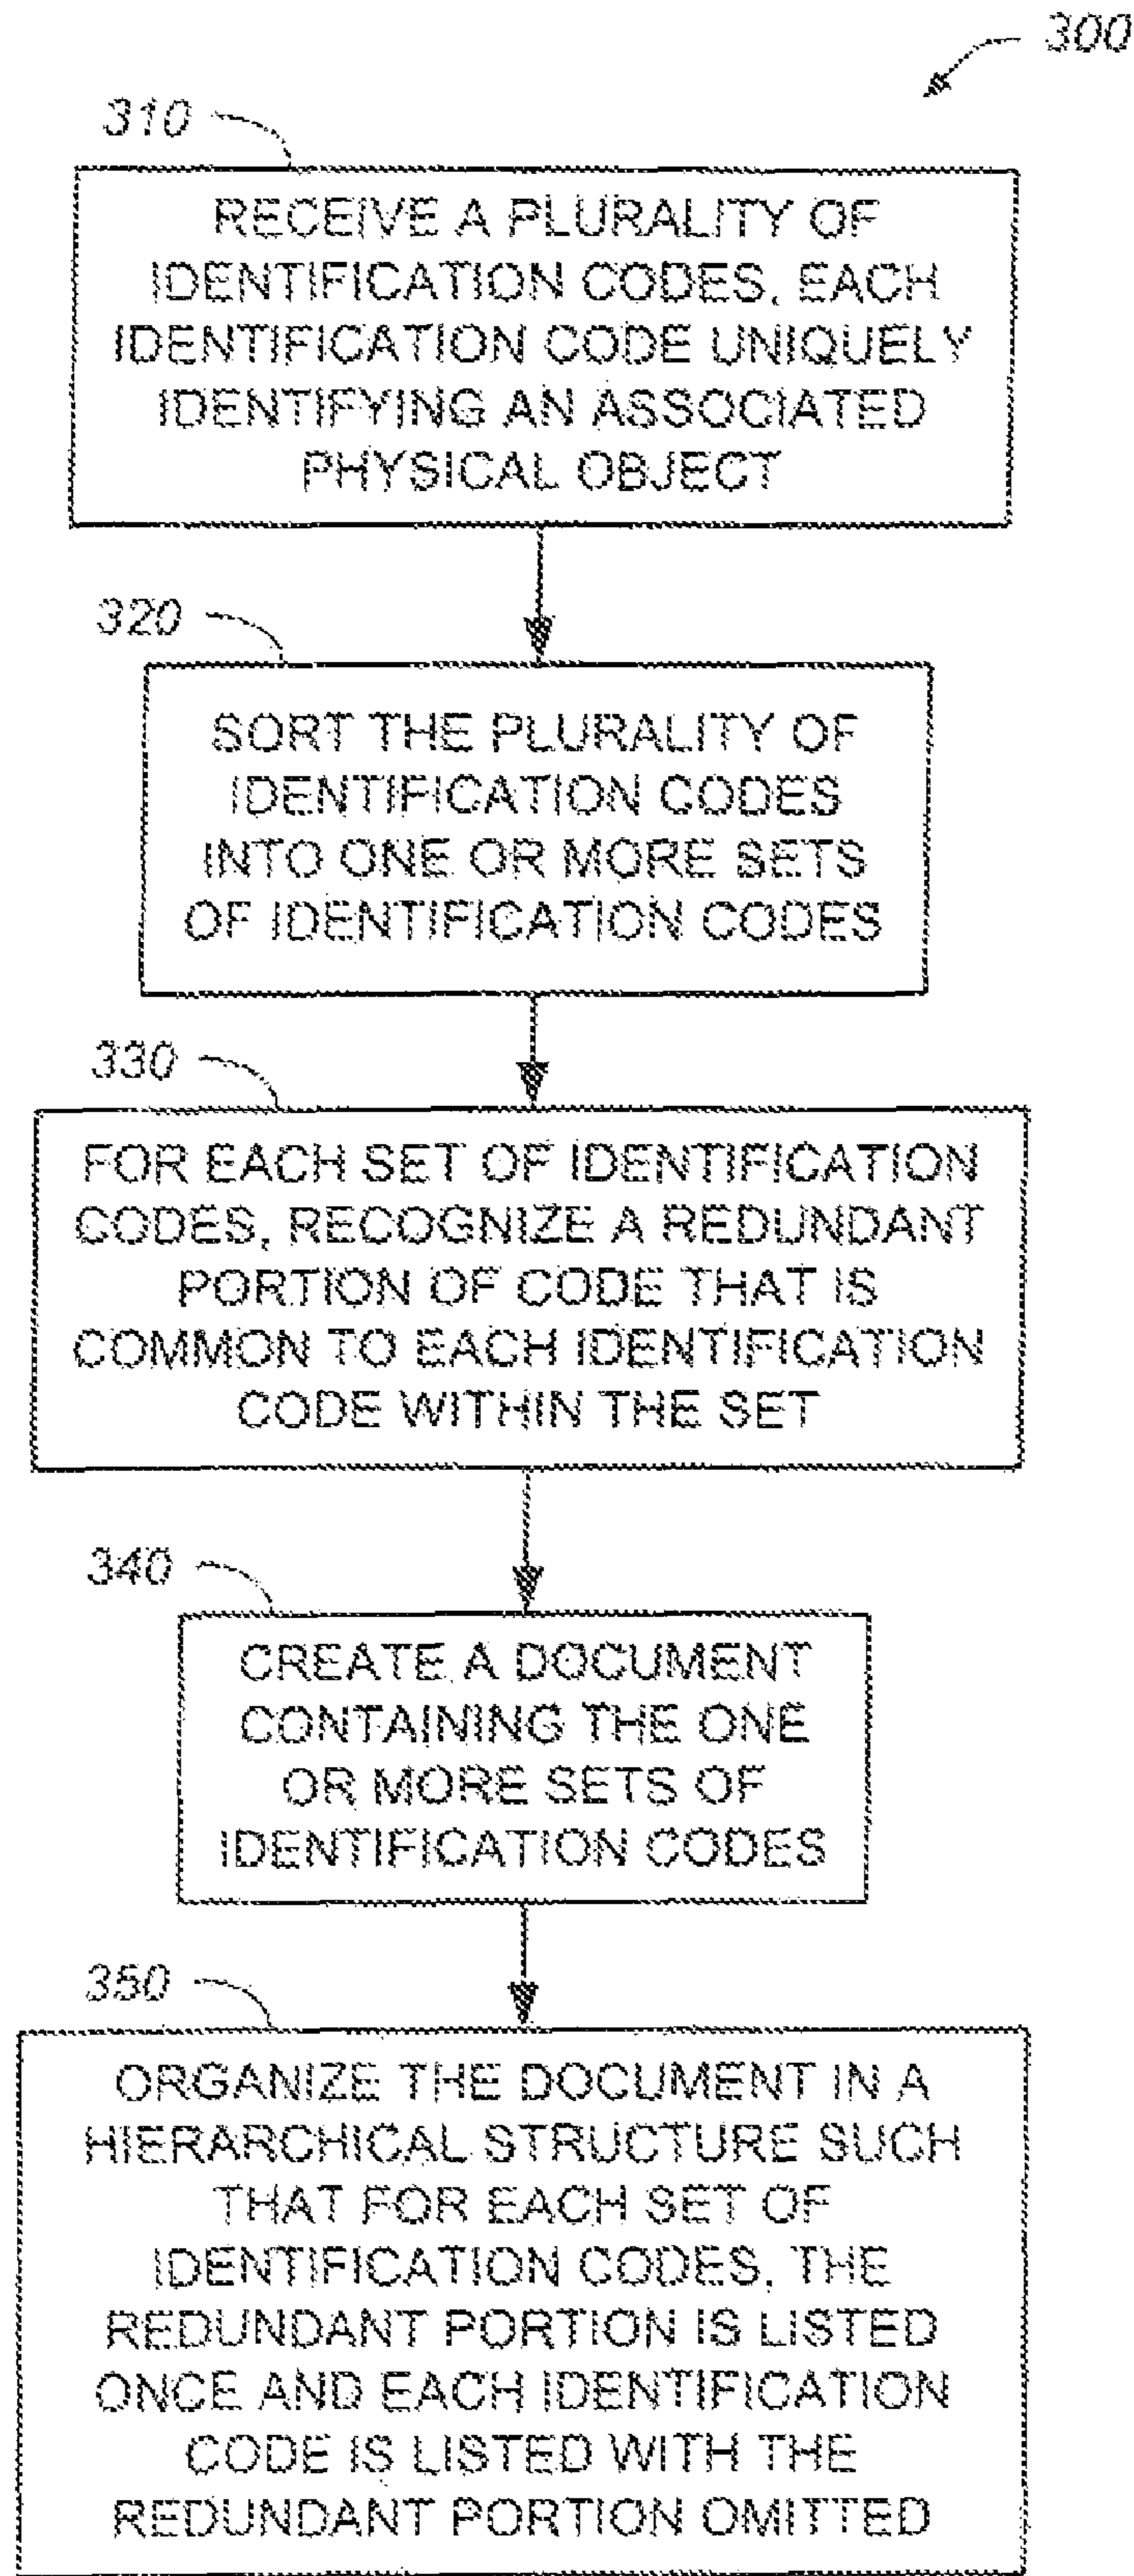 300
310
RECEIVE A PLURALITY OF
IDENTIFICATION CODES, EACH
IDENTIFICATION CODE UNIQUELY
IDENTIFYING AN ASSOCIATED
PHYSICAL OBJECT
320
SORT THE PLURALITY OF
IDENTIFICATION CODES
INTO ONE OR MORE SETS
OF IDENTIFICATION CODES
330
FOR EACH SET OF IDENTIFICATION
CODES, RECOGNIZE A REDUNDANT
PORTION OF CODE THAT IS
COMMON TO EACH IDENTIFICATION
CODE WITHIN THE SET
340
CREATE A DOCUMENT
CONTAINING THE ONE
OR MORE SETS OF
IDENTIFICATION CODES
350
ORGANIZE THE DOCUMENT IN A
HIERARCHICAL STRUCTURE SUCH
THAT FOR EACH SET OF
IDENTIFICATION CODES, THE
REDUNDANT PORTION IS LISTED
ONCE AND EACH IDENTIFICATION
CODE IS LISTED WITH THE
REDUNDANT PORTION OMITTED